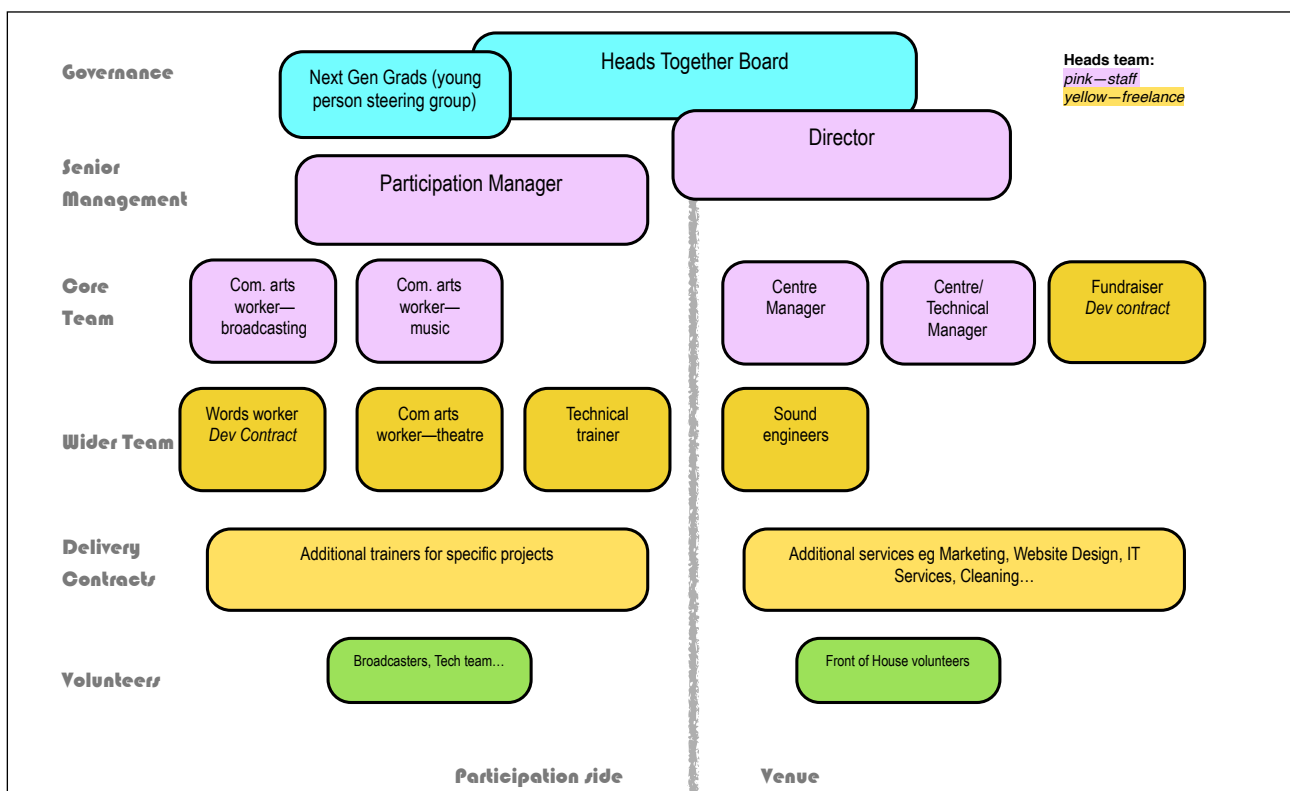 Governance
Next Gen Grads (young
person steering group)
Heads Together Board
Heads team:
pink—staff
yellow—freelance
Senior
Management
Participation Manager
Director
Core
Team
Com. arts
worker—
broadcasting
Com. arts
worker—
music
Centre
Manager
Centre/
Technical
Manager
Fundraiser
Dev contract
Wider Team
Words worker
Dev Contract
Com arts
worker—theatre
Technical
trainer
Sound
engineers
Delivery
Contracts
Additional trainers for specific projects
Additional services eg Marketing, Website Design, IT
Services, Cleaning…
Volunteers
Broadcasters, Tech team…
Front of House volunteers
Participation side
Venue